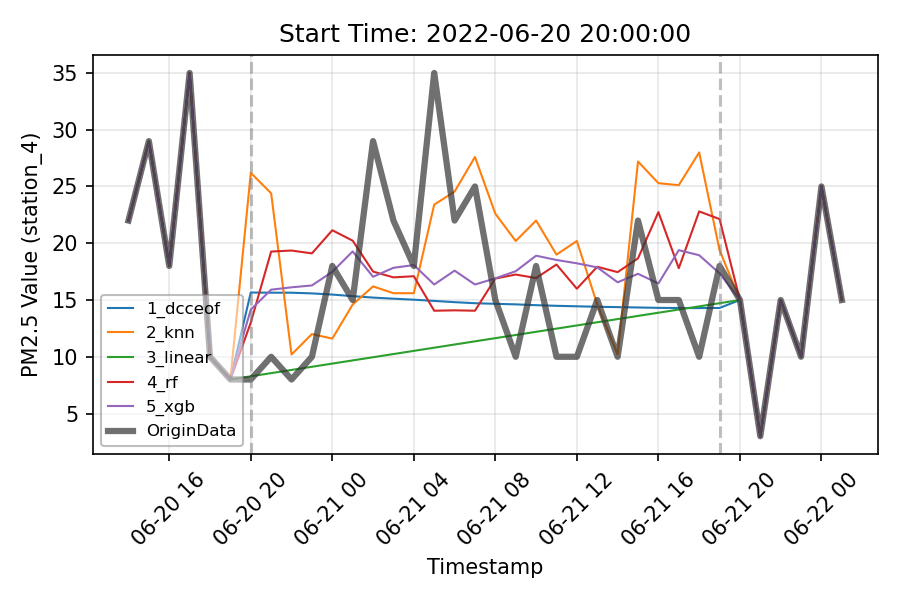 Start Time: 2022-06-20 20:00:00
PM2.5 Value (station_4)
35
30
25
20
15
10
5
1_dcceof
2_knn
3_linear
4_rf
5_xgb
OriginData
06-20 16
06-20 20
06-21 00
06-21 04
06-21 08
06-21 12
06-21 16
06-21 20
06-22 00
Timestamp